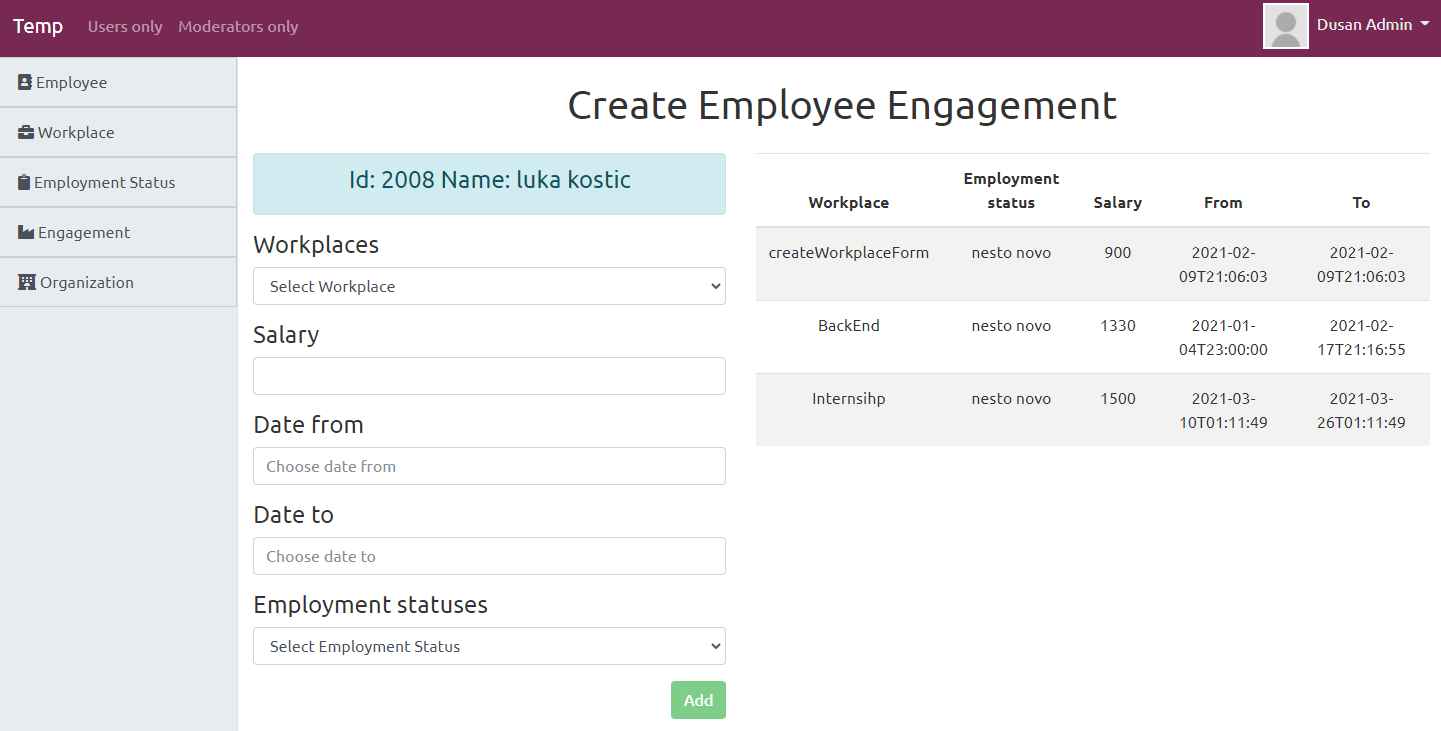 Temp
Users only
Moderators only
Dusan Admin
Employee
Workplace
Employment Status
Engagement
Organization
Create Employee Engagement
Id: 2008 Name: luka kostic
Workplaces
Select Workplace
Salary
Date from
Choose date from
Date to
Choose date to
Employment statuses
Select Employment Status
Add
Workplace Employment status Salary From To
createWorkplaceForm nesto novo 900 2021-02-09T21:06:03 2021-02-09T21:06:03
BackEnd nesto novo 1330 2021-01-04T23:00:00 2021-02-17T21:16:55
Internsihp nesto novo 1500 2021-03-10T01:11:49 2021-03-26T01:11:49